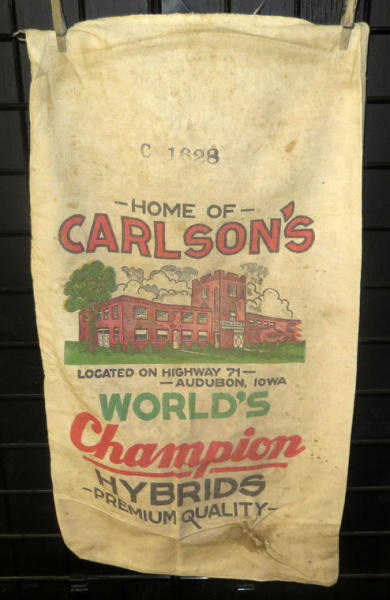 C 1628
-HOME OF-
CARLSON'S
LOCATED ON HIGHWAY 71-
-AUDUBON, IOWA
WORLD'S
Champion
HYBRIDS
-PREMIUM QUALITY-